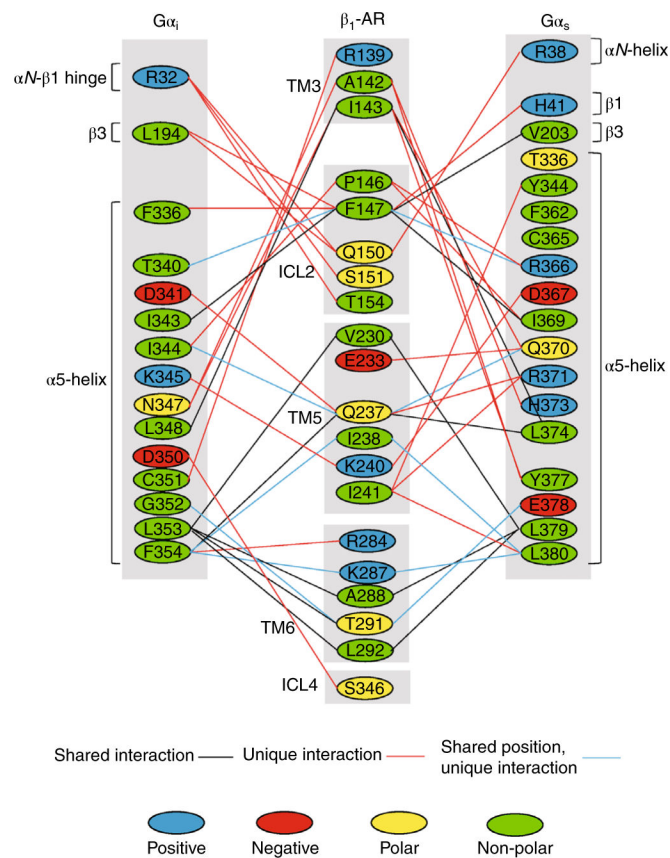 Gαi β1-AR Gαs
αN-β1 hinge
R32
β3
L194
F336
T340
D341
I343
I344
α5-helix
K345
N347
L348
D350
C351
G352
L353
F354
TM3
R139
A142
I143
P146
F147
ICL2
Q150
S151
T154
V230
E233
TM5
Q237
I238
K240
I241
R284
K287
A288
TM6
T291
L292
ICL4
S346
R38
αN-helix
H41
β1
V203
β3
T336
Y344
F362
C365
R366
D367
I369
Q370
α5-helix
R371
H373
L374
Y377
E378
L379
L380
Shared interaction Unique interaction Shared position,
unique interaction
Positive Negative Polar Non-polar